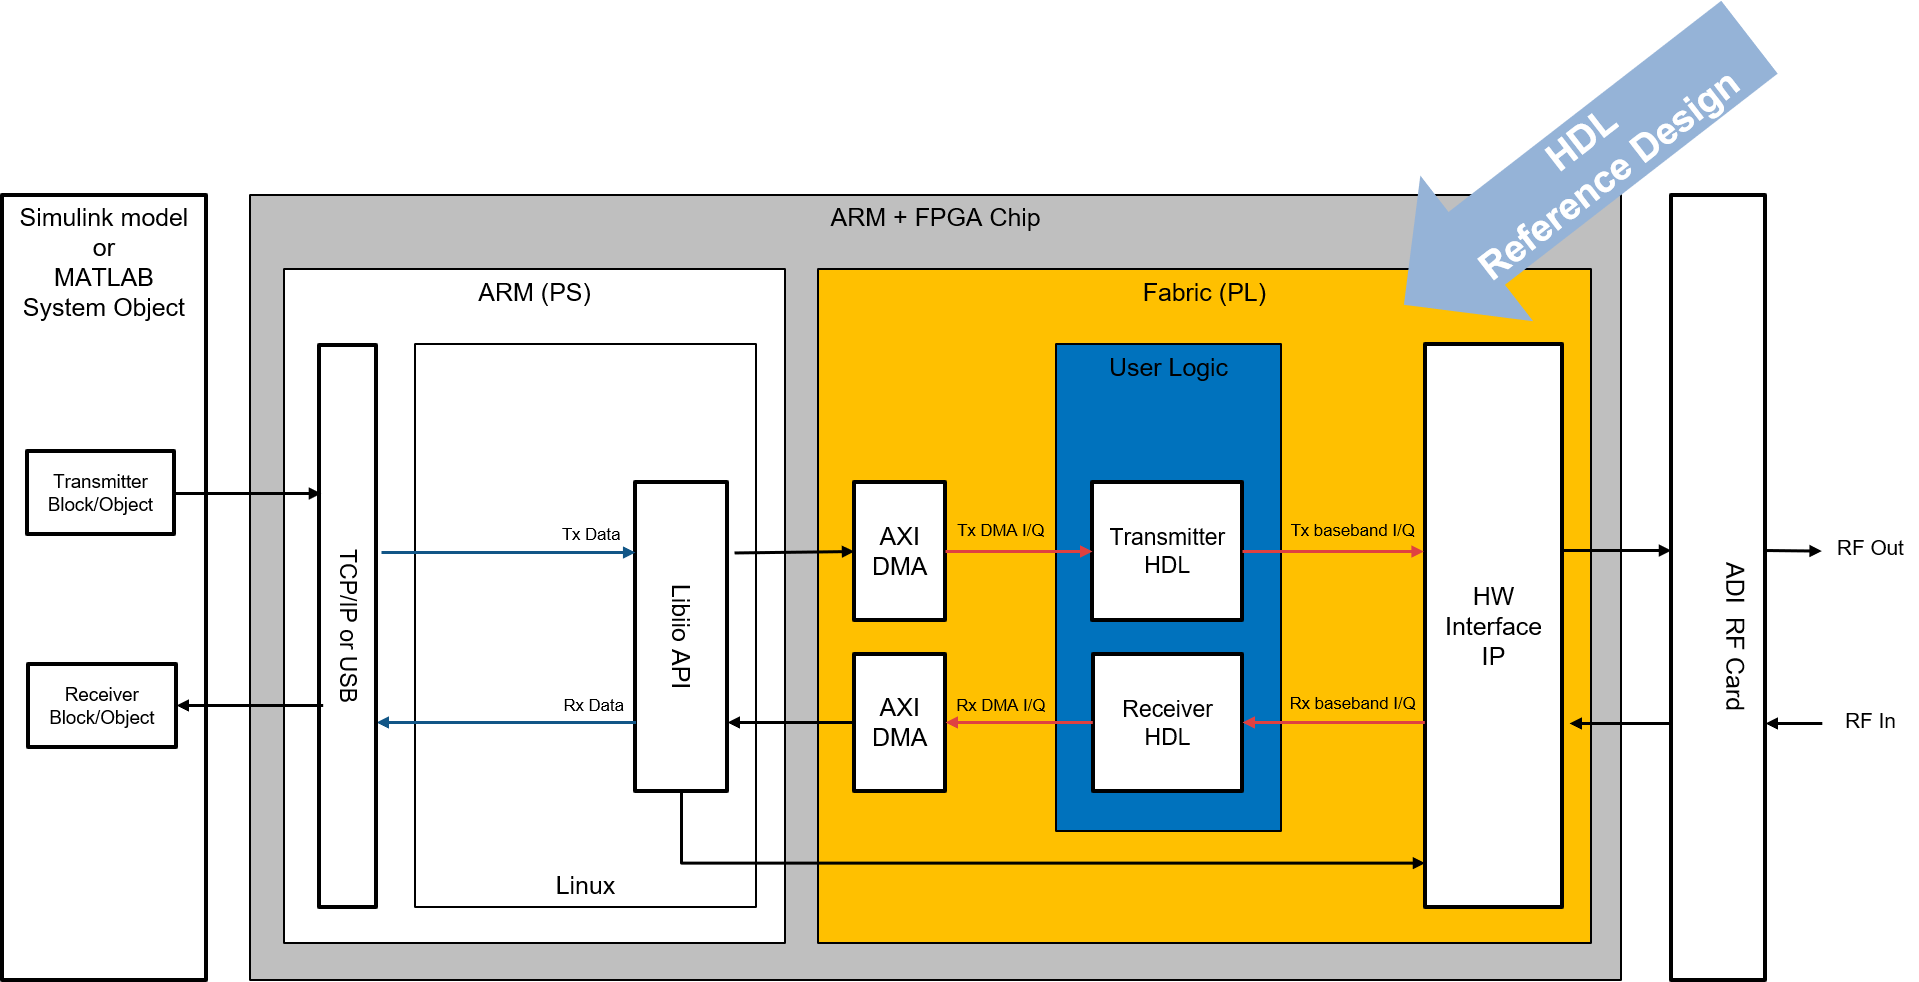 HDL
Reference Design
Simulink model
or
MATLAB
System Object
Transmitter
Block/Object
Receiver
Block/Object
ARM + FPGA Chip
ARM (PS)
TCP/IP or USB
Tx Data
Rx Data
Libiio API
Linux
Fabric (PL)
AXI
DMA
AXI
DMA
Tx DMA I/Q
Rx DMA I/Q
User Logic
Transmitter
HDL
Receiver
HDL
Tx baseband I/Q
Rx baseband I/Q
HW
Interface
IP
ADI RF Card
RF Out
RF In